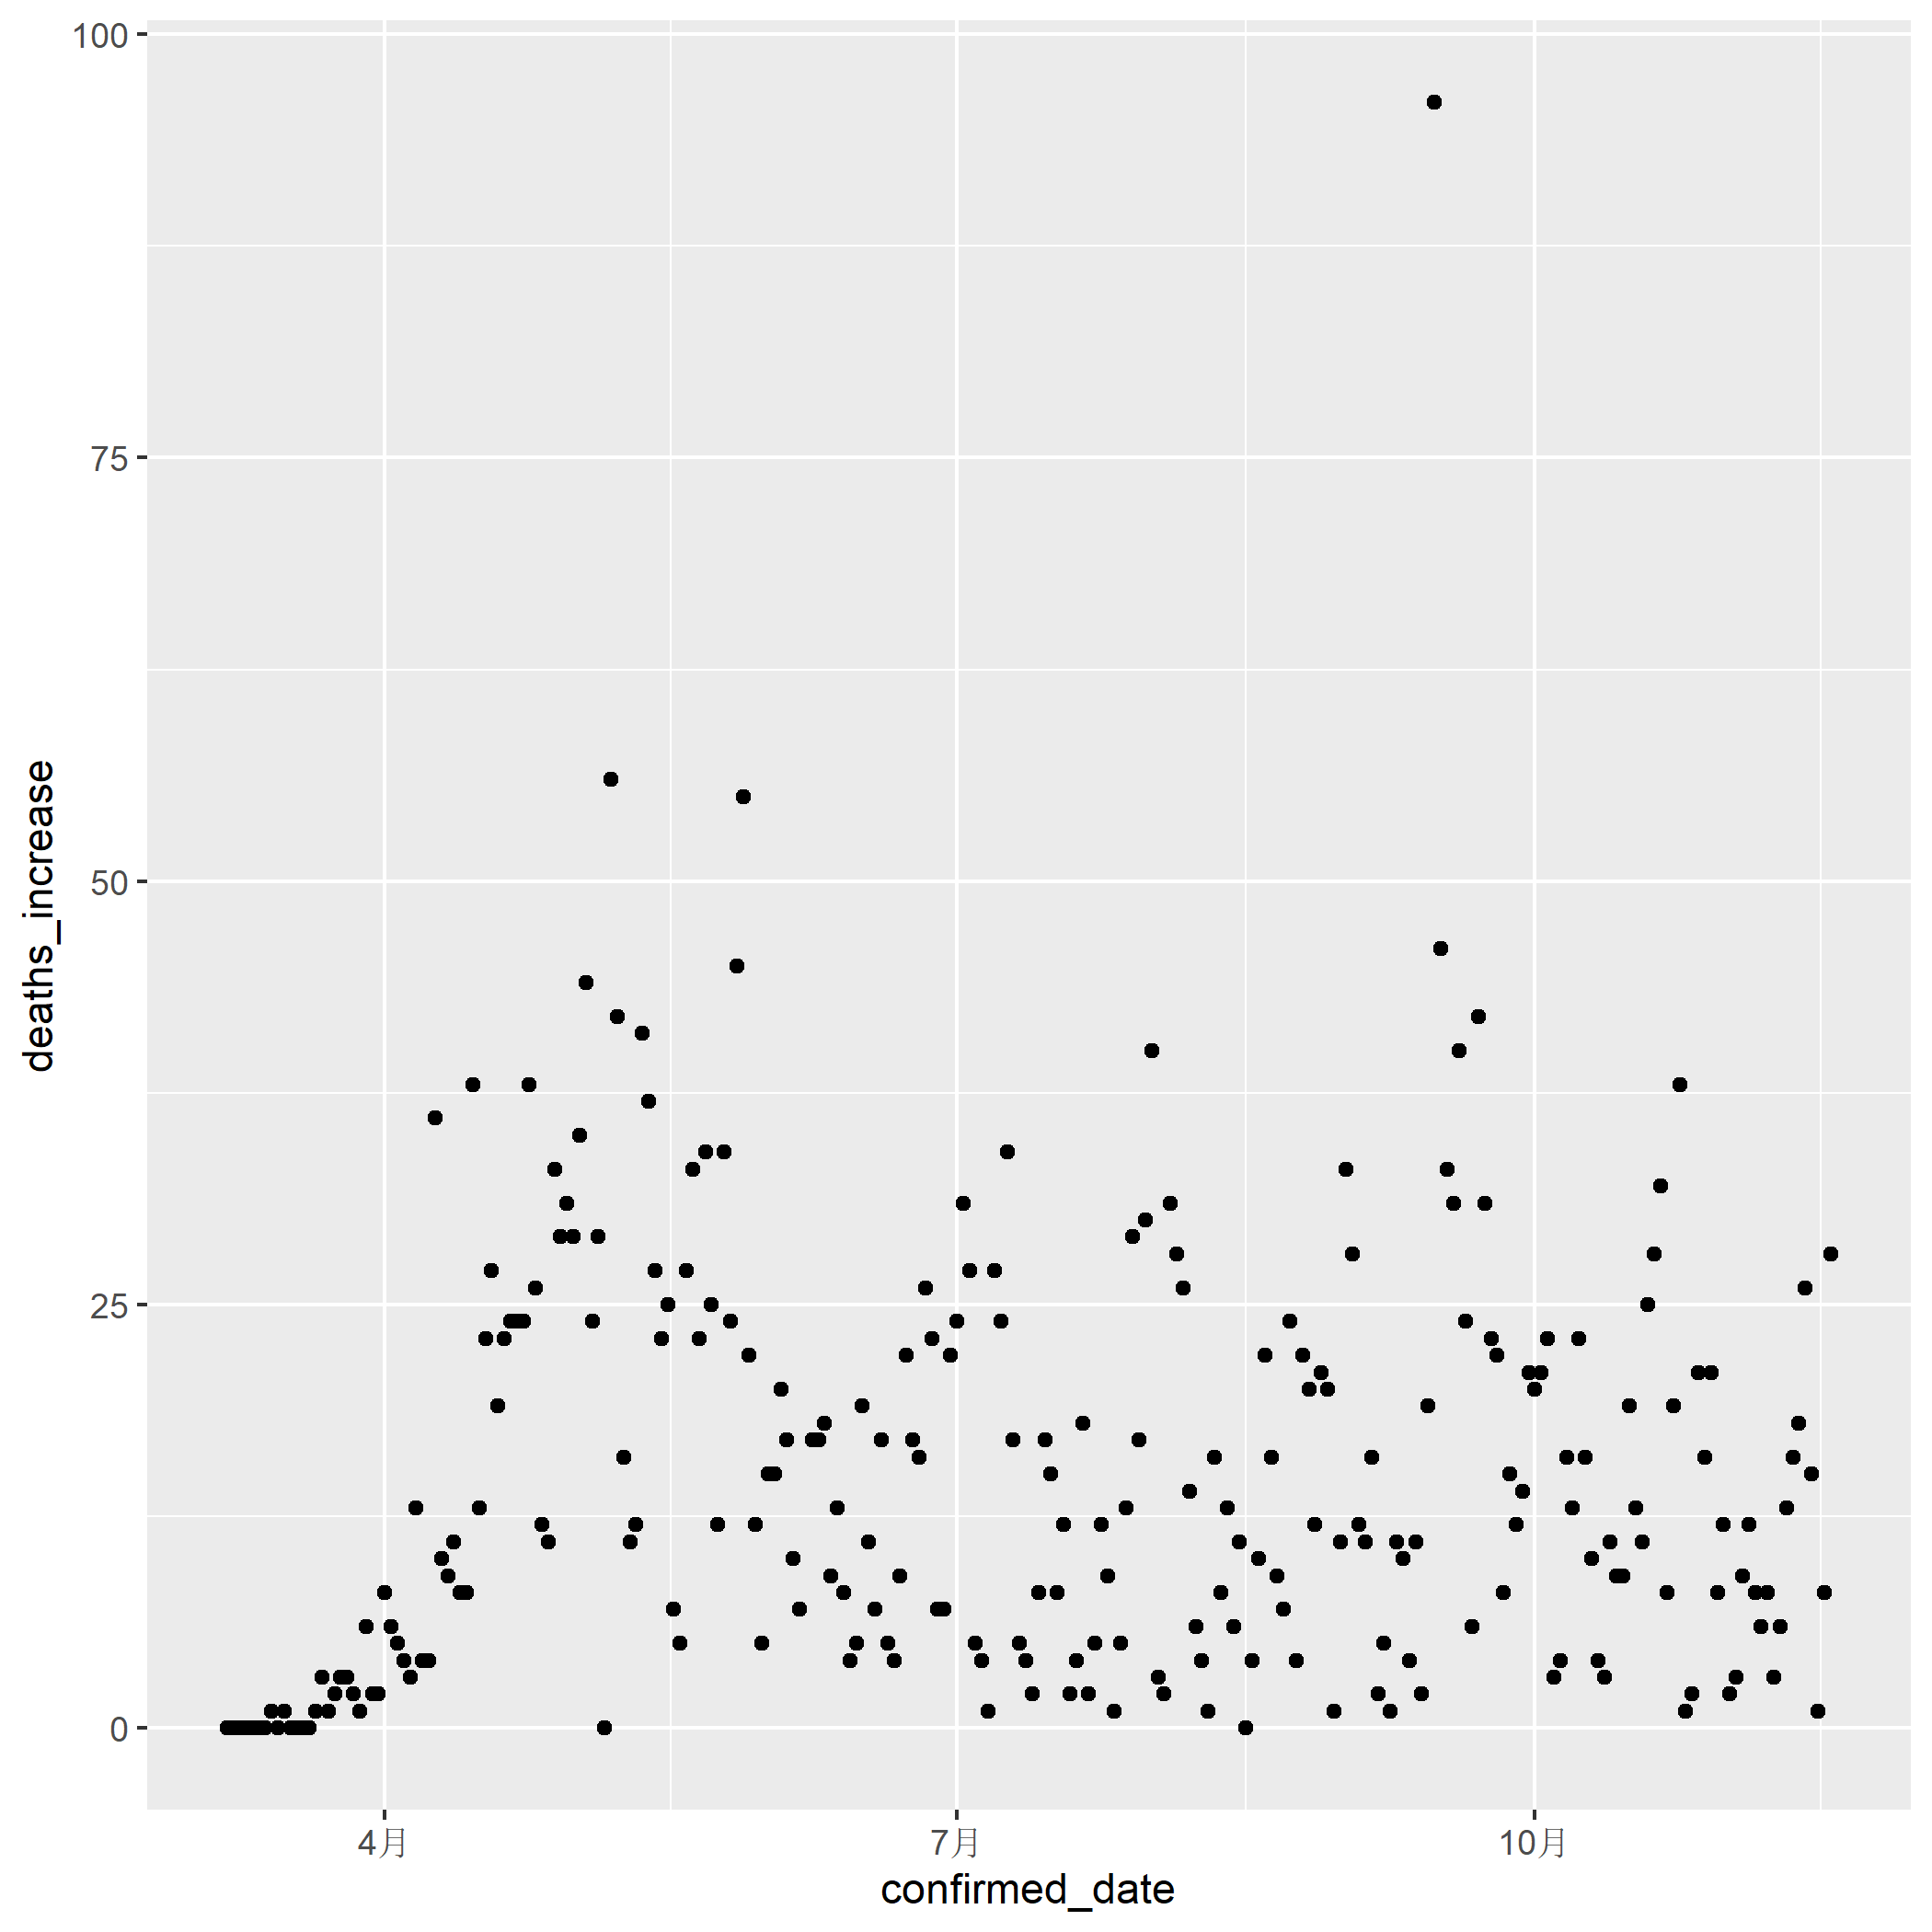 100
75
50
25
0
deaths_increase
4月
7月
10月
confirmed_date